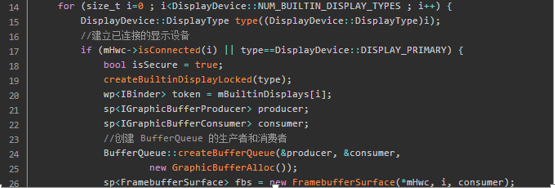 14 for (size_t i=0 ; i<DisplayDevice::NUM_BUILTIN_DISPLAY_TYPES ; i++) {
15 DisplayDevice::DisplayType type((DisplayDevice::DisplayType)i);
16 //建立已连接的显示设备
17 if (mHwc->isConnected(i) || type==DisplayDevice::DISPLAY_PRIMARY) {
18 bool isSecure = true;
19 createBuiltinDisplayLocked(type);
20 wp<IBinder> token = mBuiltinDisplays[i];
21 sp<IGraphicBufferProducer> producer;
22 sp<IGraphicBufferConsumer> consumer;
23 //创建 BufferQueue 的生产者和消费者
24 BufferQueue::createBufferQueue(&producer, &consumer,
25 new GraphicBufferAlloc());
26 sp<FramebufferSurface> fbs = new FramebufferSurface(*mHwc, i, consumer);